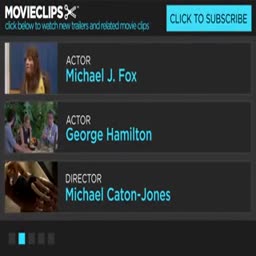 MOVIECLIPS
click below to watch new trailers and related movie clips
CLICK TO SUBSCRIBE
ACTOR
Michael J. Fox
ACTOR
George Hamilton
DIRECTOR
Michael Caton-Jones